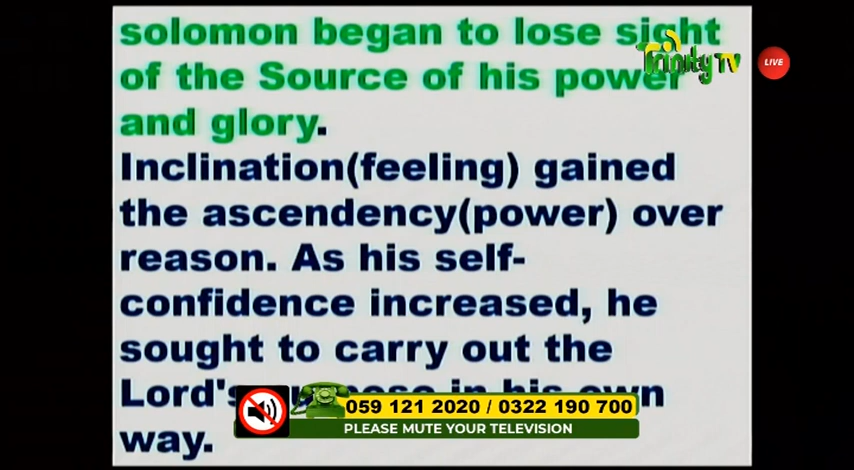 solomon began to lose sight
of the Source of his power
and glory.
Inclination(feeling) gained
the ascendency(power) over
reason. As his self-
confidence increased, he
sought to carry out the
Lord's purpose in his own
way.
Trinity TV
LIVE
059 121 2020 / 0322 190 700
PLEASE MUTE YOUR TELEVISION